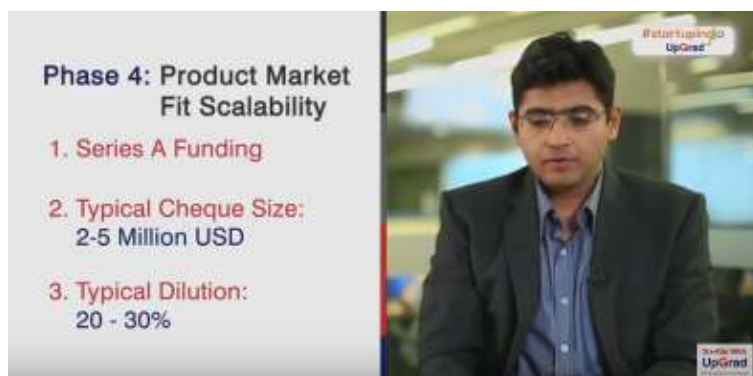 Phase 4: Product Market
Fit Scalability
1. Series A Funding
2. Typical Cheque Size:
2-5 Million USD
3. Typical Dilution:
20 - 30%
UpGrad
UpGrad